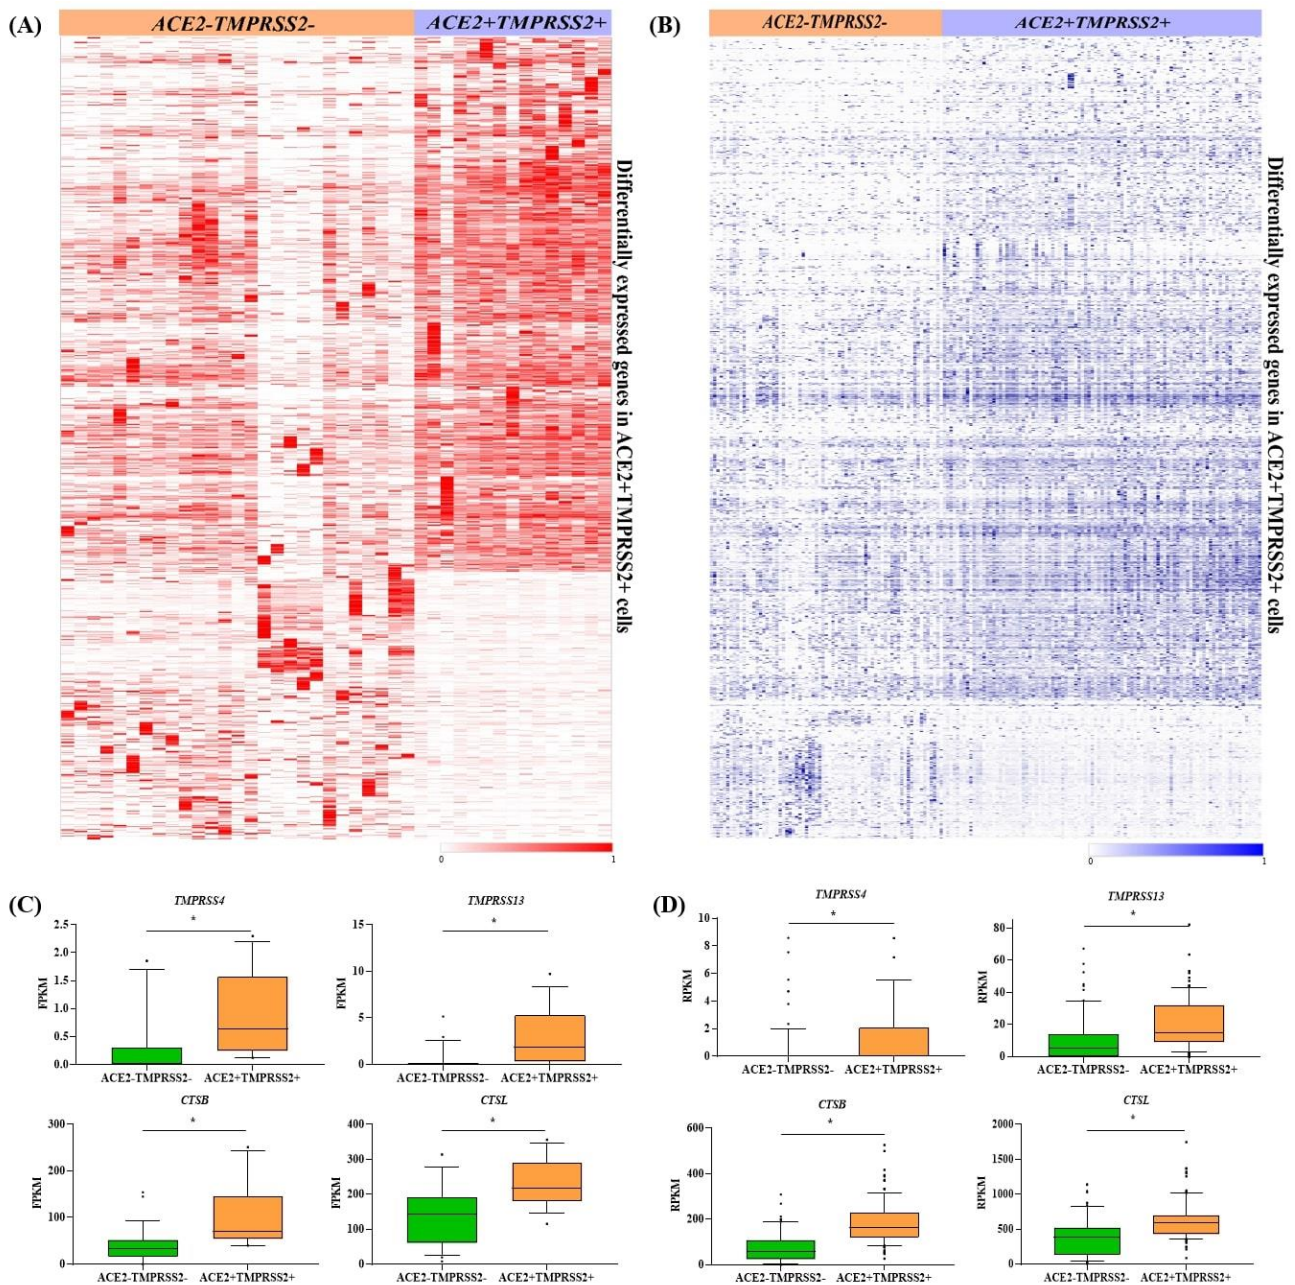 (A)
ACE2-TMPRSS2-
ACE2+TMPRSS2+
Differentially expressed genes in ACE2+TMPRSS2+ cells
0
1
(B)
ACE2-TMPRSS2-
ACE2+TMPRSS2+
Differentially expressed genes in ACE2+TMPRSS2+ cells
0
1
(C)
TMPRSS4
*
FPKM
2.5
2.0
1.5
1.0
0.5
0.0
ACE2-TMPRSS2-
ACE2+TMPRSS2+
TMPRSS13
*
FPKM
15
10
5
0
ACE2-TMPRSS2-
ACE2+TMPRSS2+
CTSB
*
FPKM
300
200
100
0
ACE2-TMPRSS2-
ACE2+TMPRSS2+
CTSL
*
FPKM
400
300
200
100
0
ACE2-TMPRSS2-
ACE2+TMPRSS2+
(D)
TMPRSS4
*
RPKM
10
8
6
4
2
0
ACE2-TMPRSS2-
ACE2+TMPRSS2+
TMPRSS13
*
RPKM
80
60
40
20
0
ACE2-TMPRSS2-
ACE2+TMPRSS2+
CTSB
*
RPKM
600
400
200
0
ACE2-TMPRSS2-
ACE2+TMPRSS2+
CTSL
*
RPKM
2000
1500
1000
500
0
ACE2-TMPRSS2-
ACE2+TMPRSS2+